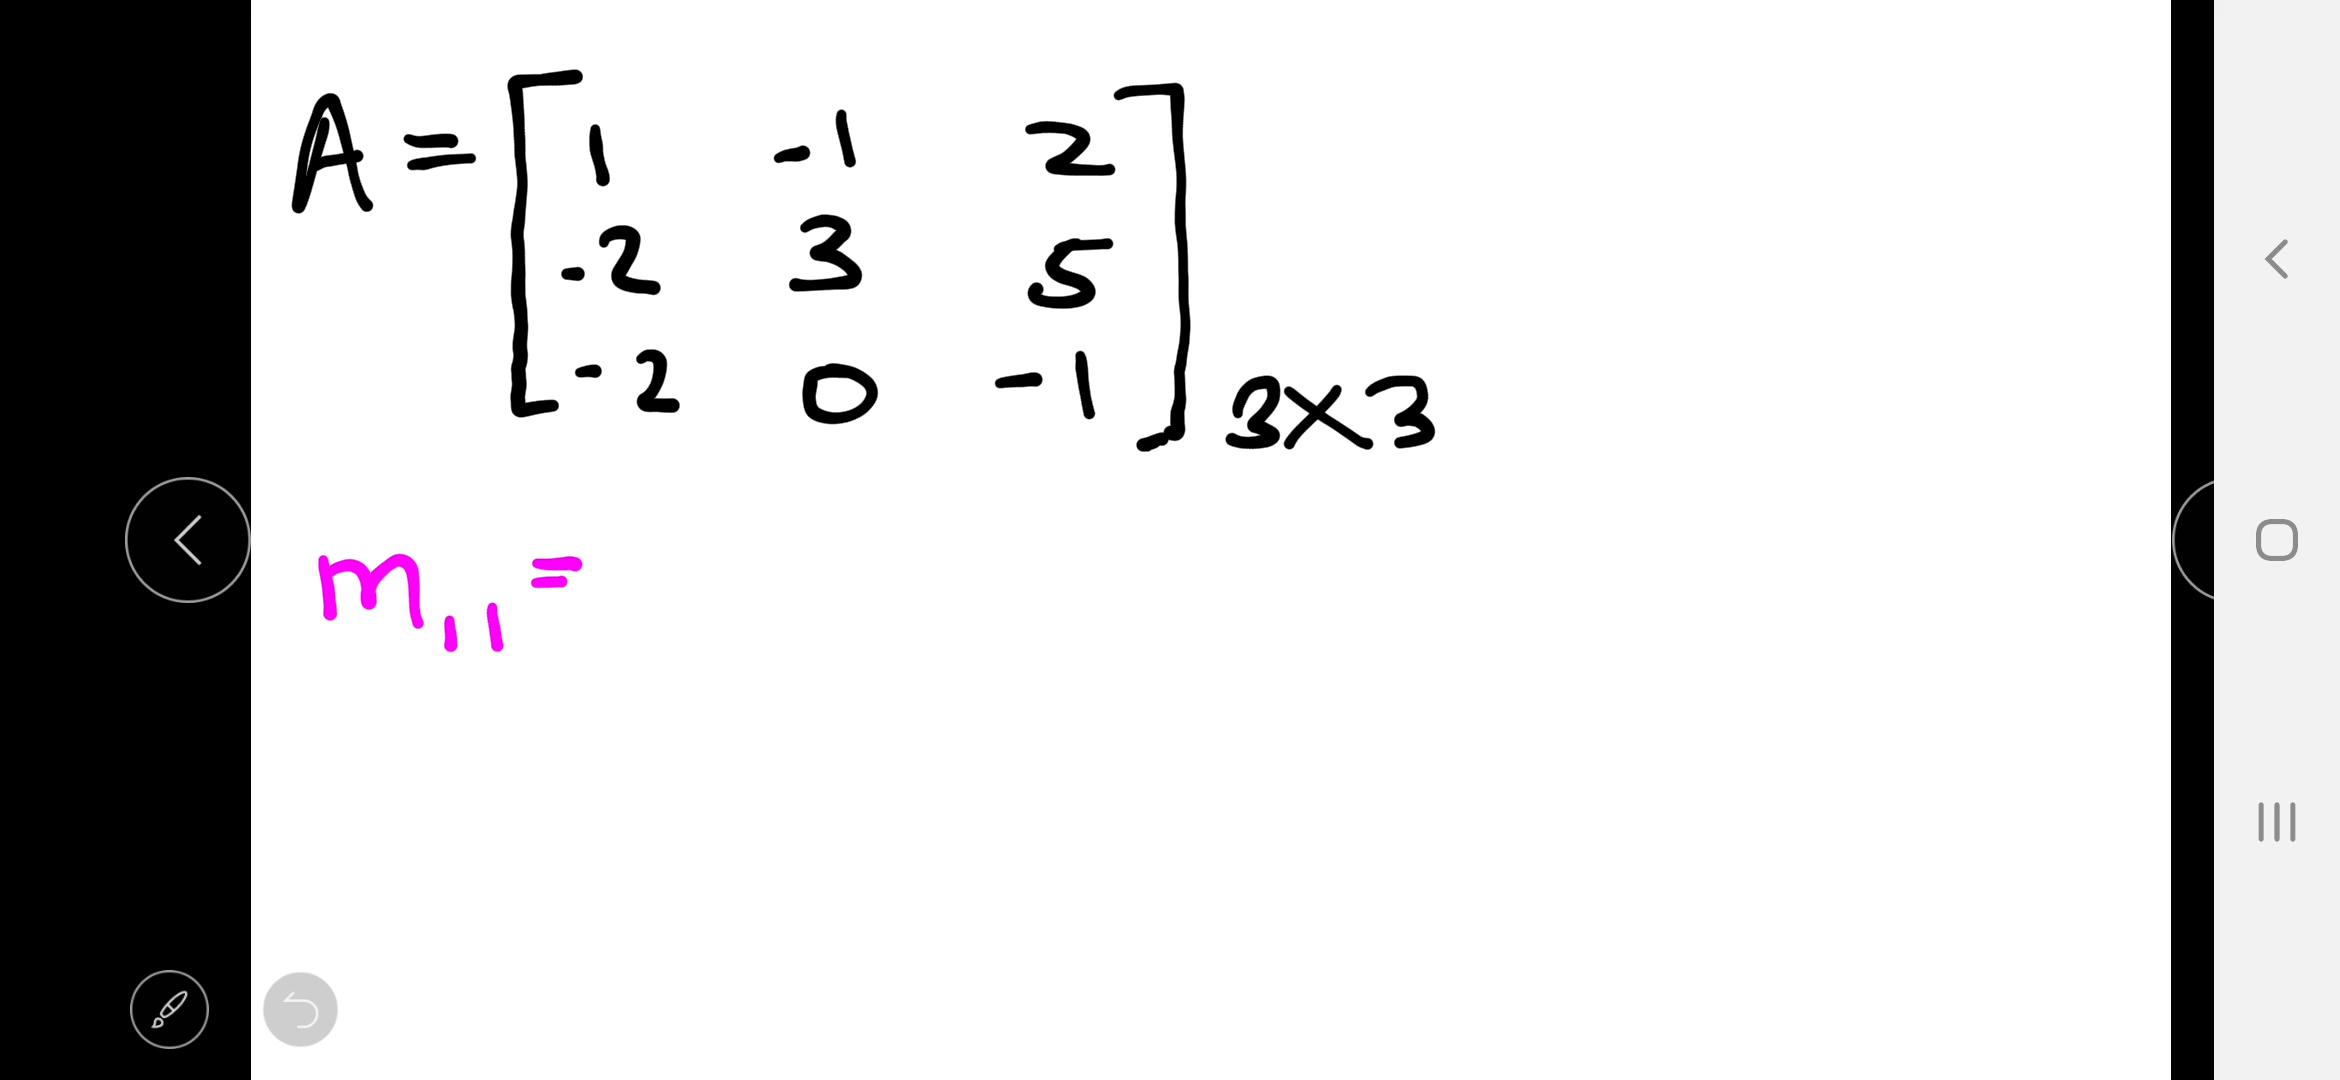 A = [ 1 -1 2
-2 3 5
-2 0 -1 ] 3×3
m₁₁ =